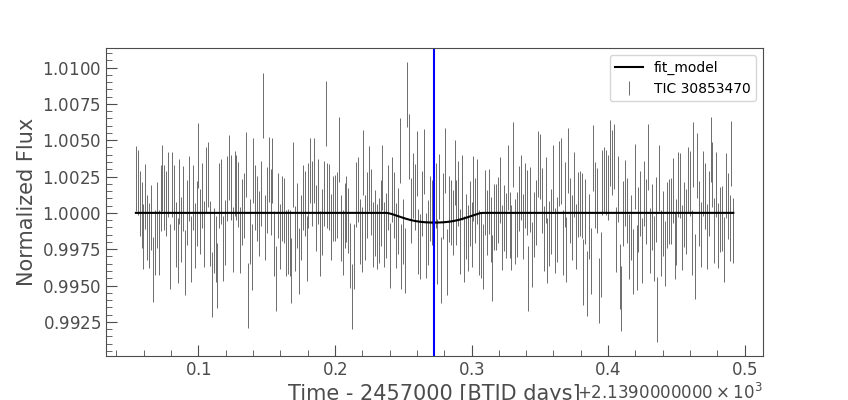 fit_model
TIC 30853470
1.0100
1.0075
1.0050
1.0025
1.0000
0.9975
0.9950
0.9925
Normalized Flux
0.1 0.2 0.3 0.4 0.5
Time - 2457000 [BTJD days]
+2.1390000000 × 10³